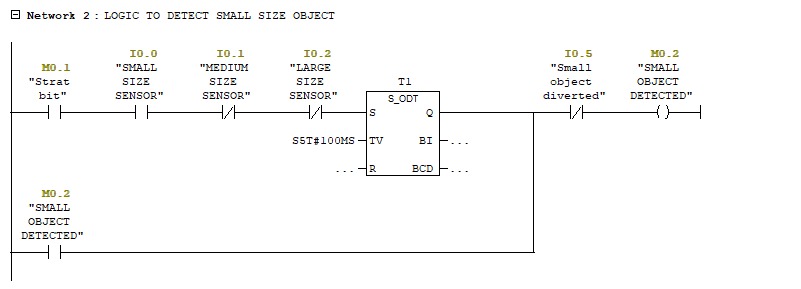 Network 2 : LOGIC TO DETECT SMALL SIZE OBJECT
I0.0 I0.1 I0.2 I0.5 M0.2
M0.1 "SMALL "MEDIUM "LARGE "Small "SMALL
"Strat SIZE SIZE SIZE T1 object OBJECT
bit" SENSOR" SENSOR" SENSOR" S_ODT diverted" DETECTED"
S Q
S5T#100MS TV BI ...
... R BCD ...
M0.2
"SMALL
OBJECT
DETECTED"